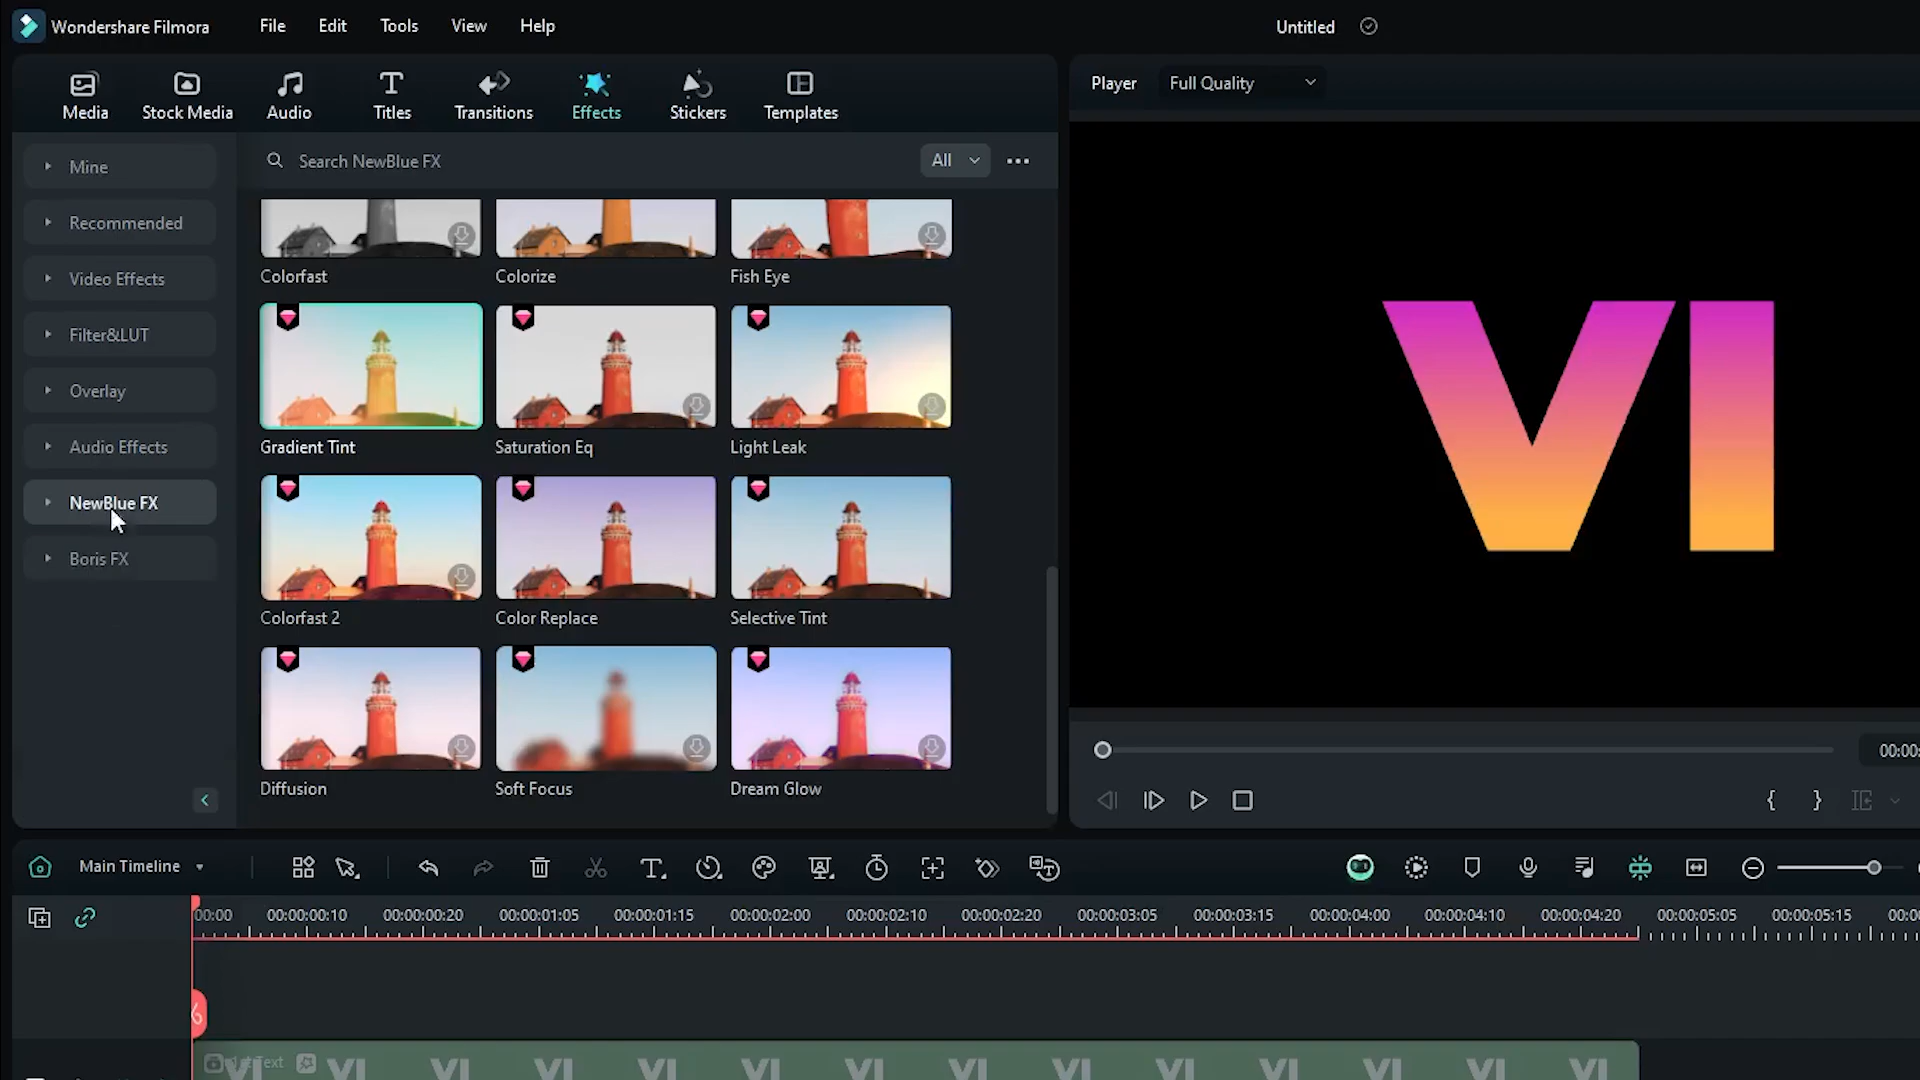 Wondershare Filmora File Edit Tools View Help Untitled
Media Stock Media Audio Titles Transitions Effects Stickers Templates
Player Full Quality
Search NewBlue FX All
Mine
Recommended
Video Effects
Filter&LUT
Overlay
Audio Effects
NewBlue FX
Boris FX
Colorfast Colorize Fish Eye
Gradient Tint Saturation Eq Light Leak
Colorfast 2 Color Replace Selective Tint
Diffusion Soft Focus Dream Glow
VI
00:00:
{ }
Main Timeline
00:00 00:00:00:10 00:00:00:20 00:00:01:05 00:00:01:15 00:00:02:00 00:00:02:10 00:00:02:20 00:00:03:05 00:00:03:15 00:00:04:00 00:00:04:10 00:00:04:20 00:00:05:05 00:00:05:15 00:0
Text VI VI VI VI VI VI VI VI VI VI VI VI VI VI